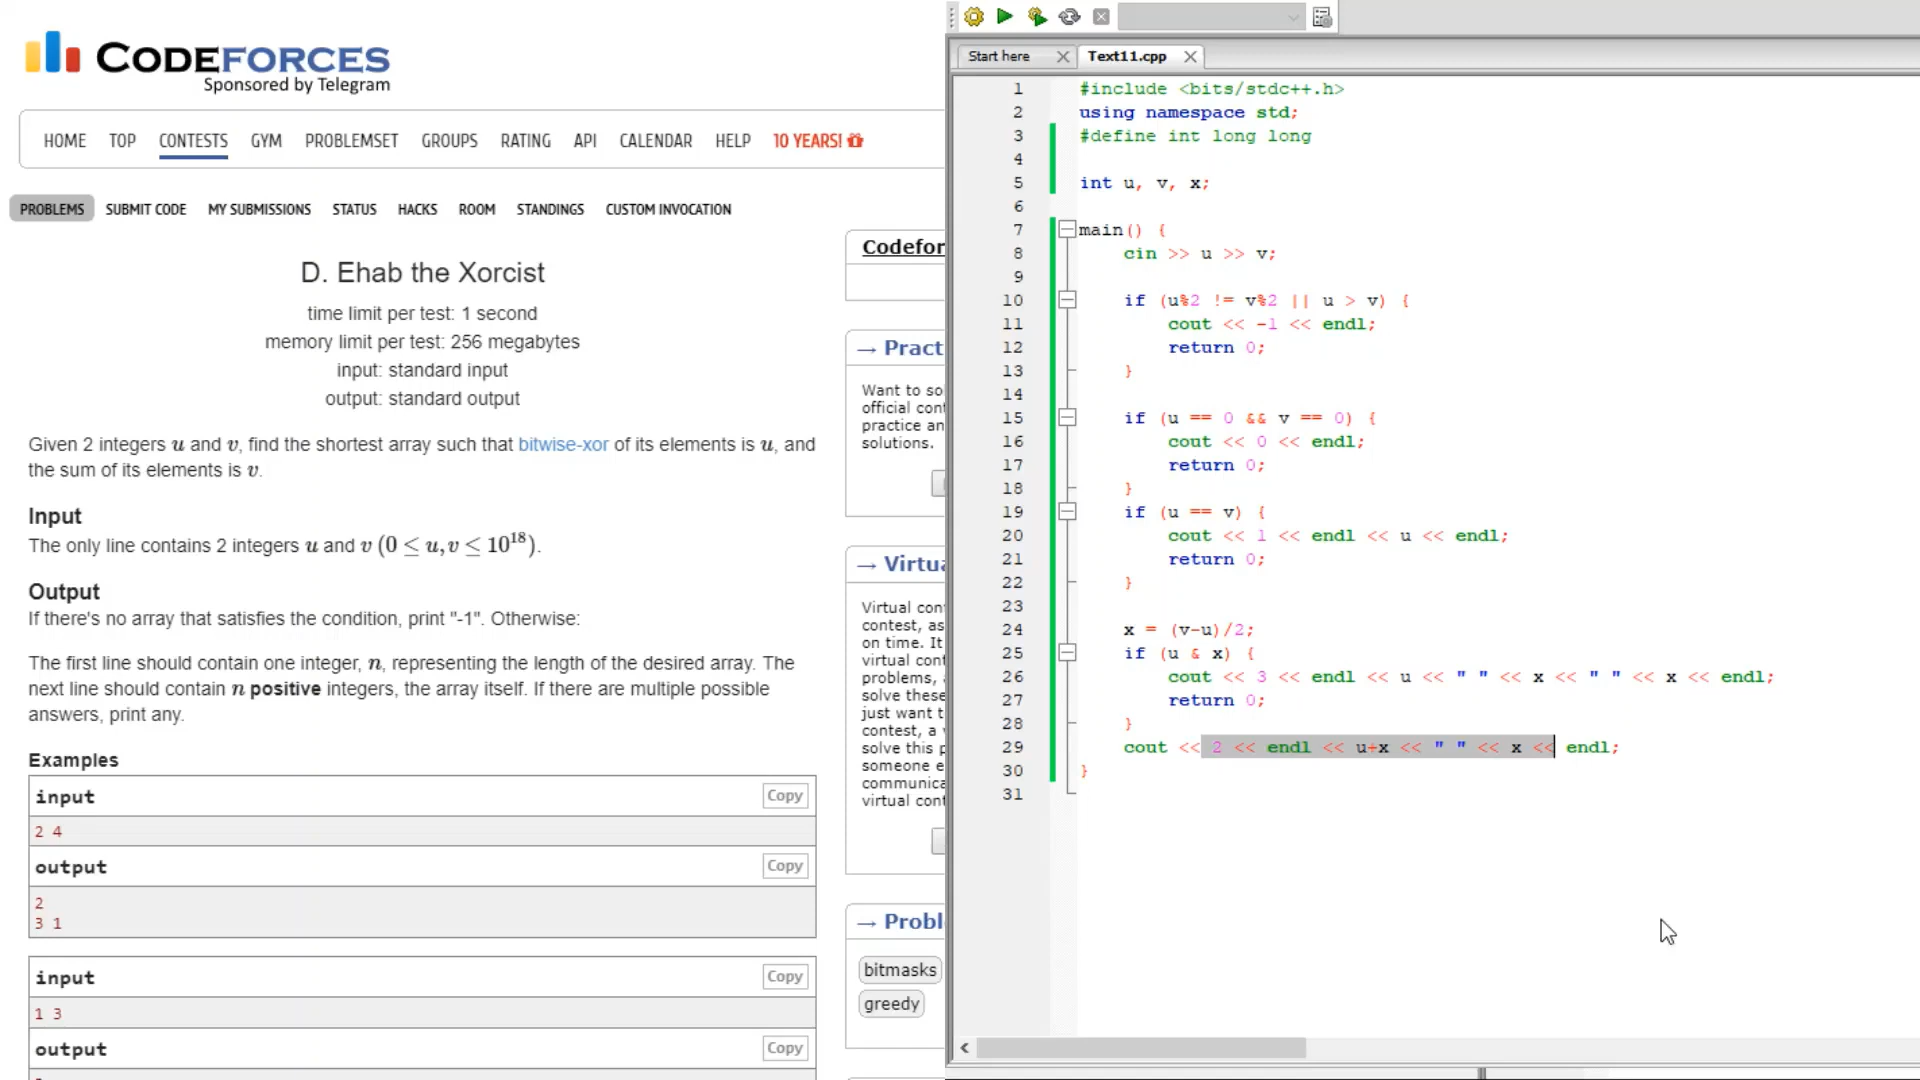 CODEFORCES
Sponsored by Telegram
HOME TOP CONTESTS GYM PROBLEMSET GROUPS RATING API CALENDAR HELP 10 YEARS!
PROBLEMS SUBMIT CODE MY SUBMISSIONS STATUS HACKS ROOM STANDINGS CUSTOM INVOCATION
D. Ehab the Xorcist
time limit per test: 1 second
memory limit per test: 256 megabytes
input: standard input
output: standard output
Given 2 integers u and v, find the shortest array such that bitwise-xor of its elements is u, and
the sum of its elements is v.
Input
The only line contains 2 integers u and v (0 ≤ u, v ≤ 10^18).
Output
If there's no array that satisfies the condition, print "-1". Otherwise:
The first line should contain one integer, n, representing the length of the desired array. The
next line should contain n positive integers, the array itself. If there are multiple possible
answers, print any.
Examples
input
Copy
2 4
output
Copy
2
3 1
input
Copy
1 3
output
Copy
Codefor
→ Pract
Want to so
official con
practice an
solutions.
→ Virtua
Virtual con
contest, as
on time. It
virtual cont
problems, a
solve these
just want t
contest, a v
solve this p
someone e
communica
virtual cont
→ Probl
bitmasks
greedy
Start here
Text11.cpp
1 #include <bits/stdc++.h>
2 using namespace std;
3 #define int long long
4
5 int u, v, x;
6
7 main() {
8 cin >> u >> v;
9
10 if (u%2 != v%2 || u > v) {
11 cout << -1 << endl;
12 return 0;
13 }
14
15 if (u == 0 && v == 0) {
16 cout << 0 << endl;
17 return 0;
18 }
19 if (u == v) {
20 cout << 1 << endl << u << endl;
21 return 0;
22 }
23
24 x = (v-u)/2;
25 if (u & x) {
26 cout << 3 << endl << u << " " << x << " " << x << endl;
27 return 0;
28 }
29 cout << 2 << endl << u+x << " " << x << endl;
30 }
31